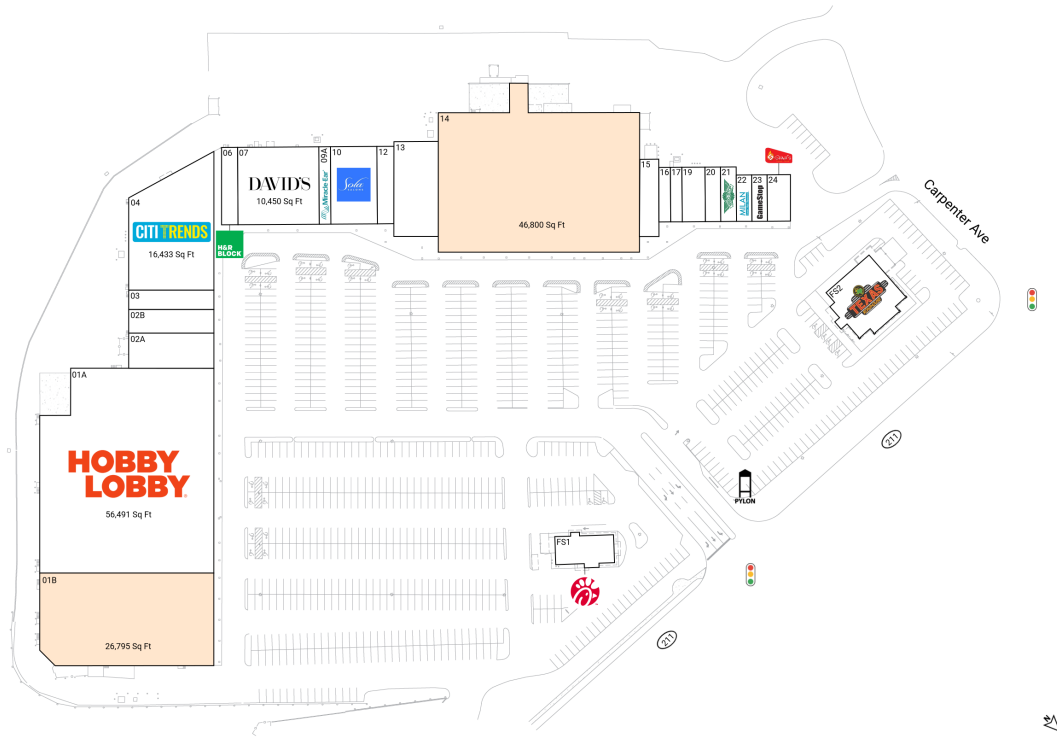 14
46,800 Sq Ft
13
06
07
DAVID'S
10,450 Sq Ft
09A
Miracle-Ear
10
Sola
SALONS
12
15
16
17
19
20
21
22
MILAN
23
GameStop
24
Carpenter Ave
04
CITI TRENDS
16,433 Sq Ft
H&R
BLOCK
03
02B
02A
FS2
TEXAS
01A
HOBBY
LOBBY
56,491 Sq Ft
211
PYLON
FS1
01B
26,795 Sq Ft
211
N